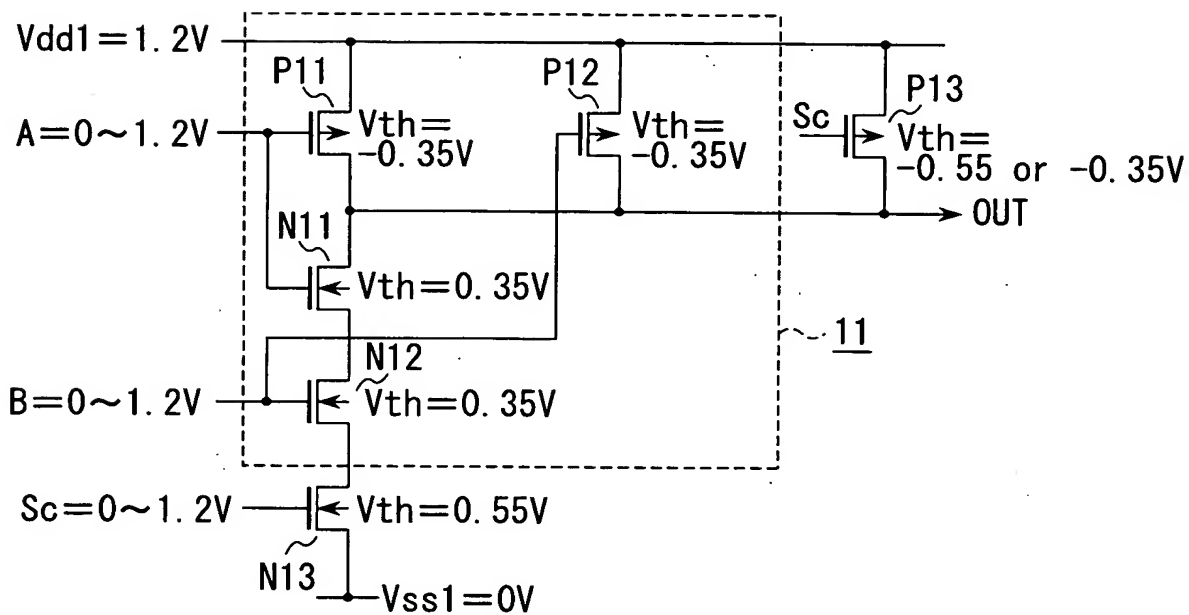 Vdd1=1.2V
P11
P12
P13
A=0~1.2V
Vth=
-0.35V
Vth=
-0.35V
Sc
Vth=
-0.55 or -0.35V
OUT
N11
Vth=0.35V
11
N12
B=0~1.2V
Vth=0.35V
Sc=0~1.2V
Vth=0.55V
N13
Vss1=0V